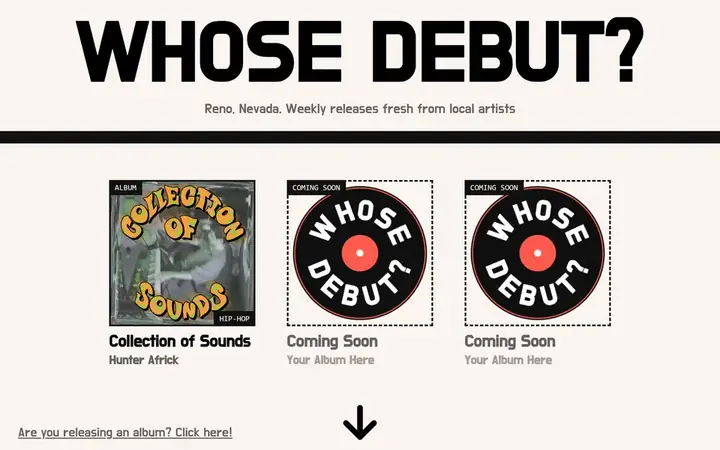 WHOSE DEBUT?
Reno, Nevada. Weekly releases fresh from local artists
ALBUM
COLLECTION
OF
SOUNDS
HIP-HOP
Collection of Sounds
Hunter Africk
COMING SOON
WHOSE
DEBUT?
Coming Soon
Your Album Here
COMING SOON
WHOSE
DEBUT?
Coming Soon
Your Album Here
Are you releasing an album? Click here!